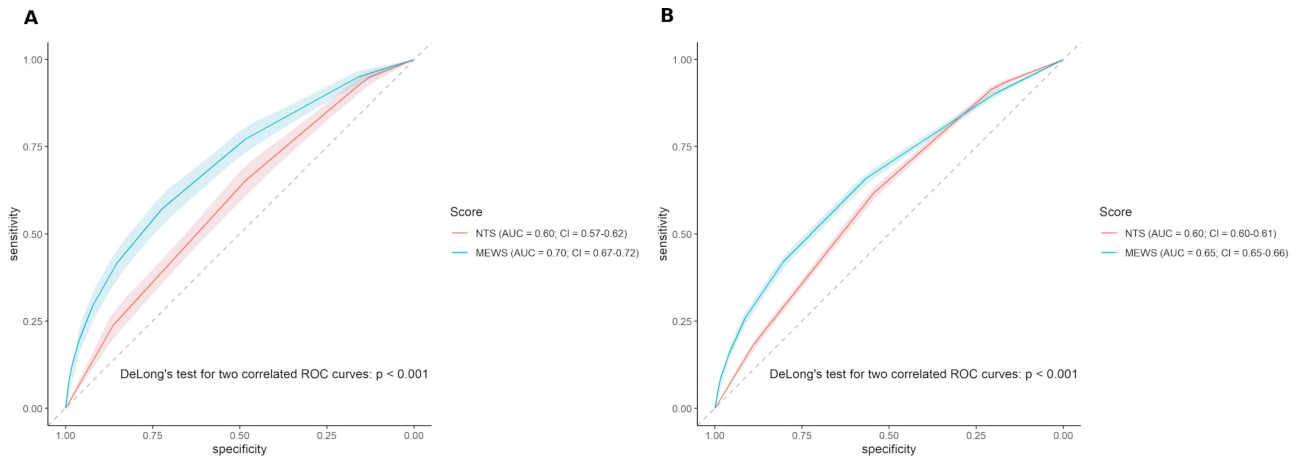 A
1.00
0.75
0.50
0.25
0.00
sensitivity
1.00
0.75
0.50
0.25
0.00
specificity
DeLong's test for two correlated ROC curves: p < 0.001
Score
NTS (AUC = 0.60; CI = 0.57-0.62)
MEWS (AUC = 0.70; CI = 0.67-0.72)
B
1.00
0.75
0.50
0.25
0.00
sensitivity
1.00
0.75
0.50
0.25
0.00
specificity
DeLong's test for two correlated ROC curves: p < 0.001
Score
NTS (AUC = 0.60; CI = 0.60-0.61)
MEWS (AUC = 0.65; CI = 0.65-0.66)